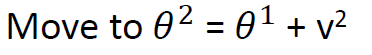 Move to θ² = θ¹ + v²